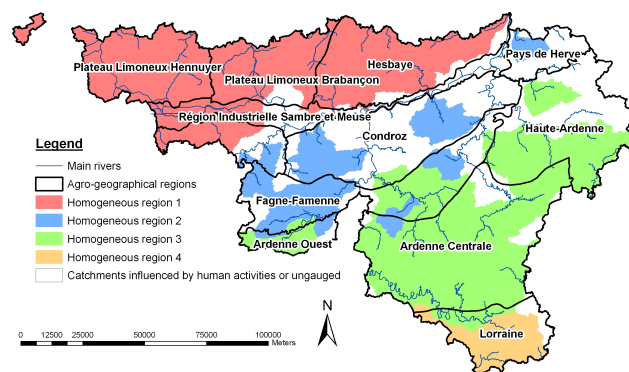 Plateau Limoneux Hennuyer
Plateau Limoneux Brabançon
Hesbaye
Pays de Herve
Région Industrielle Sambre et Meuse
Condroz
Haute-Ardenne
Fagne-Famenne
Ardenne Ouest
Ardenne Centrale
Lorraine
Legend
Main rivers
Agro-geographical regions
Homogeneous region 1
Homogeneous region 2
Homogeneous region 3
Homogeneous region 4
Catchments influenced by human activities or ungauged
N
0 12500 25000 50000 75000 100000
Meters